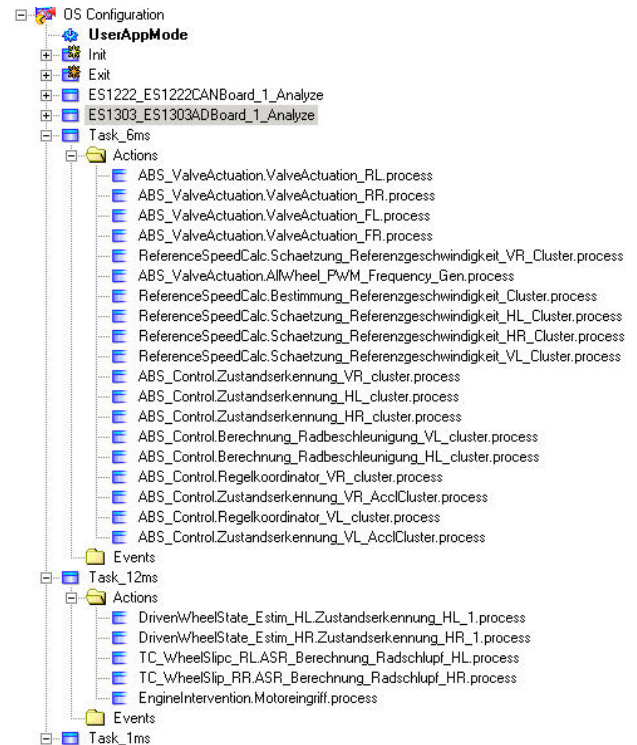 OS Configuration
UserAppMode
Init
Exit
ES1222_ES1222CANBoard_1_Analyze
ES1303_ES1303ADBoard_1_Analyze
Task_6ms
Actions
ABS_ValveActuation.ValveActuation_RL.process
ABS_ValveActuation.ValveActuation_RR.process
ABS_ValveActuation.ValveActuation_FL.process
ABS_ValveActuation.ValveActuation_FR.process
ReferenceSpeedCalc.Schaetzung_Referenzgeschwindigkeit_VR_Cluster.process
ABS_ValveActuation.AllWheel_PWM_Frequency_Gen.process
ReferenceSpeedCalc.Bestimmung_Referenzgeschwindigkeit_Cluster.process
ReferenceSpeedCalc.Schaetzung_Referenzgeschwindigkeit_HL_Cluster.process
ReferenceSpeedCalc.Schaetzung_Referenzgeschwindigkeit_HR_Cluster.process
ReferenceSpeedCalc.Schaetzung_Referenzgeschwindigkeit_VL_Cluster.process
ABS_Control.Zustandserkennung_VR_cluster.process
ABS_Control.Zustandserkennung_HL_cluster.process
ABS_Control.Zustandserkennung_HR_cluster.process
ABS_Control.Berechnung_Radbeschleunigung_VL_cluster.process
ABS_Control.Berechnung_Radbeschleunigung_HL_cluster.process
ABS_Control.Regelkoordinator_VR_cluster.process
ABS_Control.Zustandserkennung_VR_AcclCluster.process
ABS_Control.Regelkoordinator_VL_cluster.process
ABS_Control.Zustandserkennung_VL_AcclCluster.process
Events
Task_12ms
Actions
DrivenWheelState_Estim_HL.Zustandserkennung_HL_1.process
DrivenWheelState_Estim_HR.Zustandserkennung_HR_1.process
TC_WheelSlipc_RL.ASR_Berechnung_Radschlupf_HL.process
TC_WheelSlip_RR.ASR_Berechnung_Radschlupf_HR.process
EngineIntervention.Motoreingriff.process
Events
Task_1ms